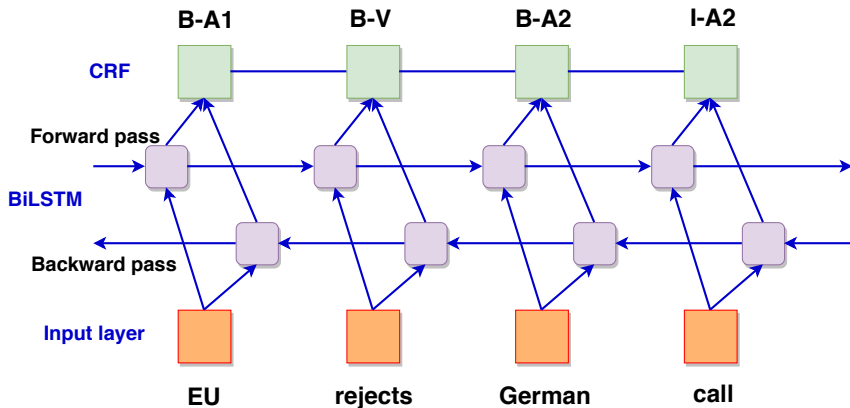 B-A1 B-V B-A2 I-A2
CRF
Forward pass
BiLSTM
Backward pass
Input layer
EU rejects German call